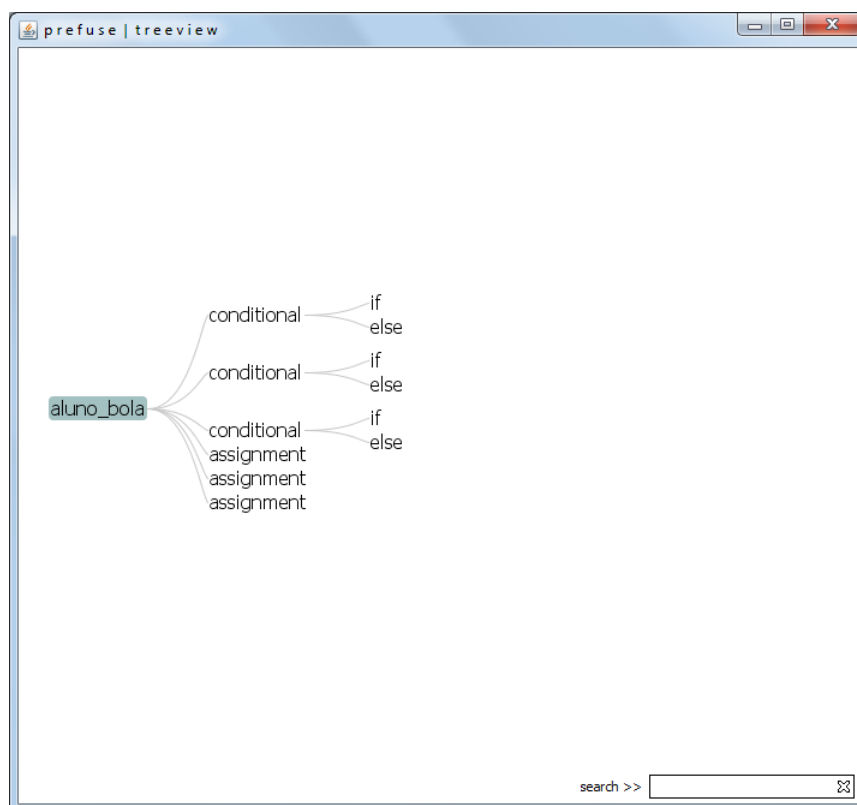 prefuse | treeview
if
conditional
else
if
conditional
else
aluno_bola
if
conditional
else
assignment
assignment
assignment
search >>